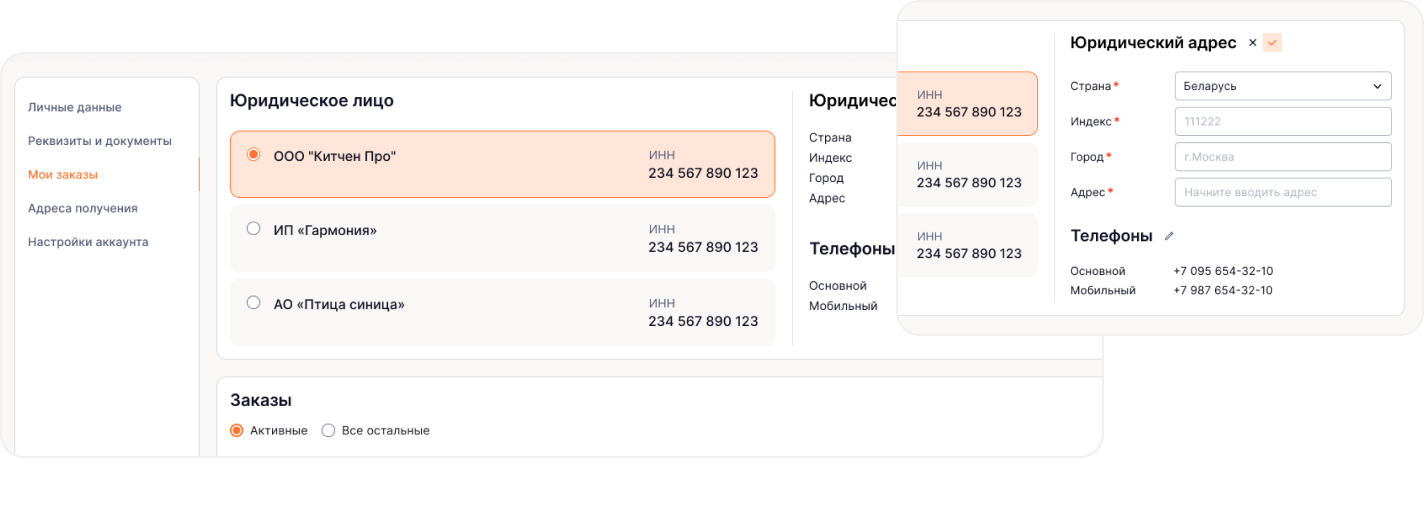 Личные данные
Реквизиты и документы
Мои заказы
Адреса получения
Настройки аккаунта
Юридическое лицо
ООО "Китчен Про"
ИНН
234 567 890 123
ИП «Гармония»
ИНН
234 567 890 123
АО «Птица синица»
ИНН
234 567 890 123
Юридичес
Страна
Индекс
Город
Адрес
Телефоны
Основной
Мобильный
Заказы
Активные
Все остальные
ИНН
234 567 890 123
ИНН
234 567 890 123
ИНН
234 567 890 123
Юридический адрес
Страна* Беларусь
Индекс* 111222
Город* г.Москва
Адрес* Начните вводить адрес
Телефоны
Основной +7 095 654-32-10
Мобильный +7 987 654-32-10